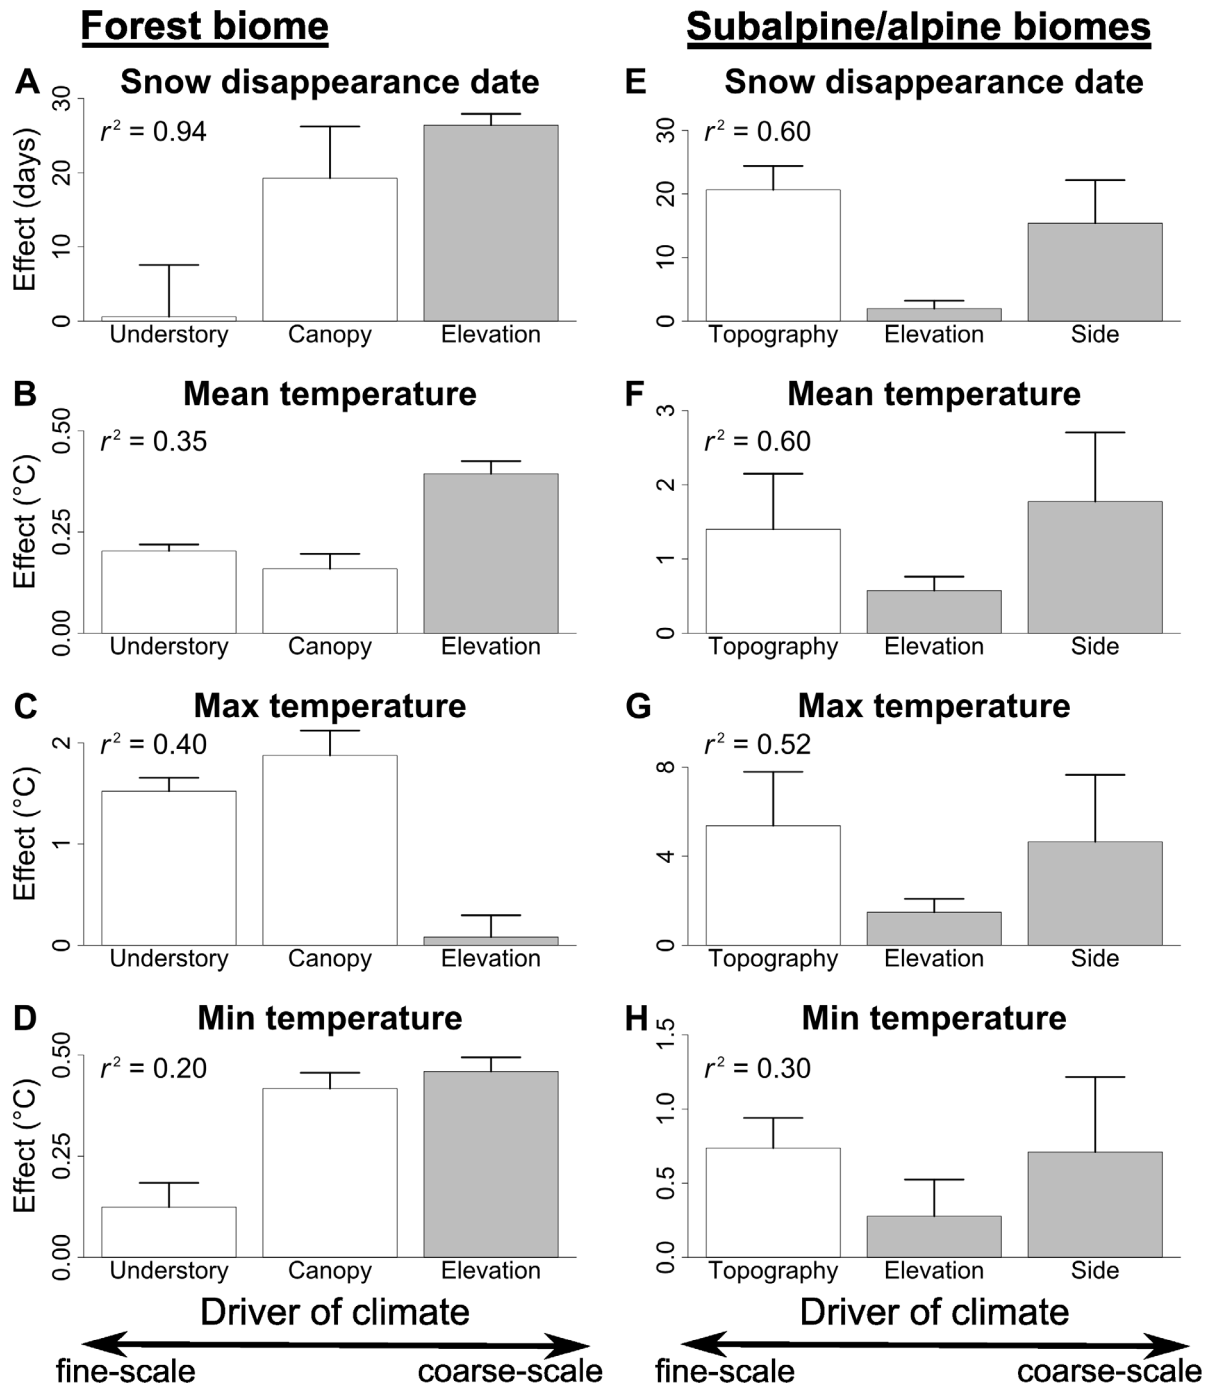 Forest biome
Subalpine/alpine biomes
A Snow disappearance date
r² = 0.94
Effect (days)
0 10 20 30
Understory Canopy Elevation
E Snow disappearance date
r² = 0.60
0 10 20 30
Topography Elevation Side
B Mean temperature
r² = 0.35
Effect (°C)
0.00 0.25 0.50
Understory Canopy Elevation
F Mean temperature
r² = 0.60
0 1 2 3
Topography Elevation Side
C Max temperature
r² = 0.40
Effect (°C)
0 1 2
Understory Canopy Elevation
G Max temperature
r² = 0.52
0 4 8
Topography Elevation Side
D Min temperature
r² = 0.20
Effect (°C)
0.00 0.25 0.50
Understory Canopy Elevation
H Min temperature
r² = 0.30
0.0 0.5 1.0 1.5
Topography Elevation Side
Driver of climate
fine-scale coarse-scale
Driver of climate
fine-scale coarse-scale